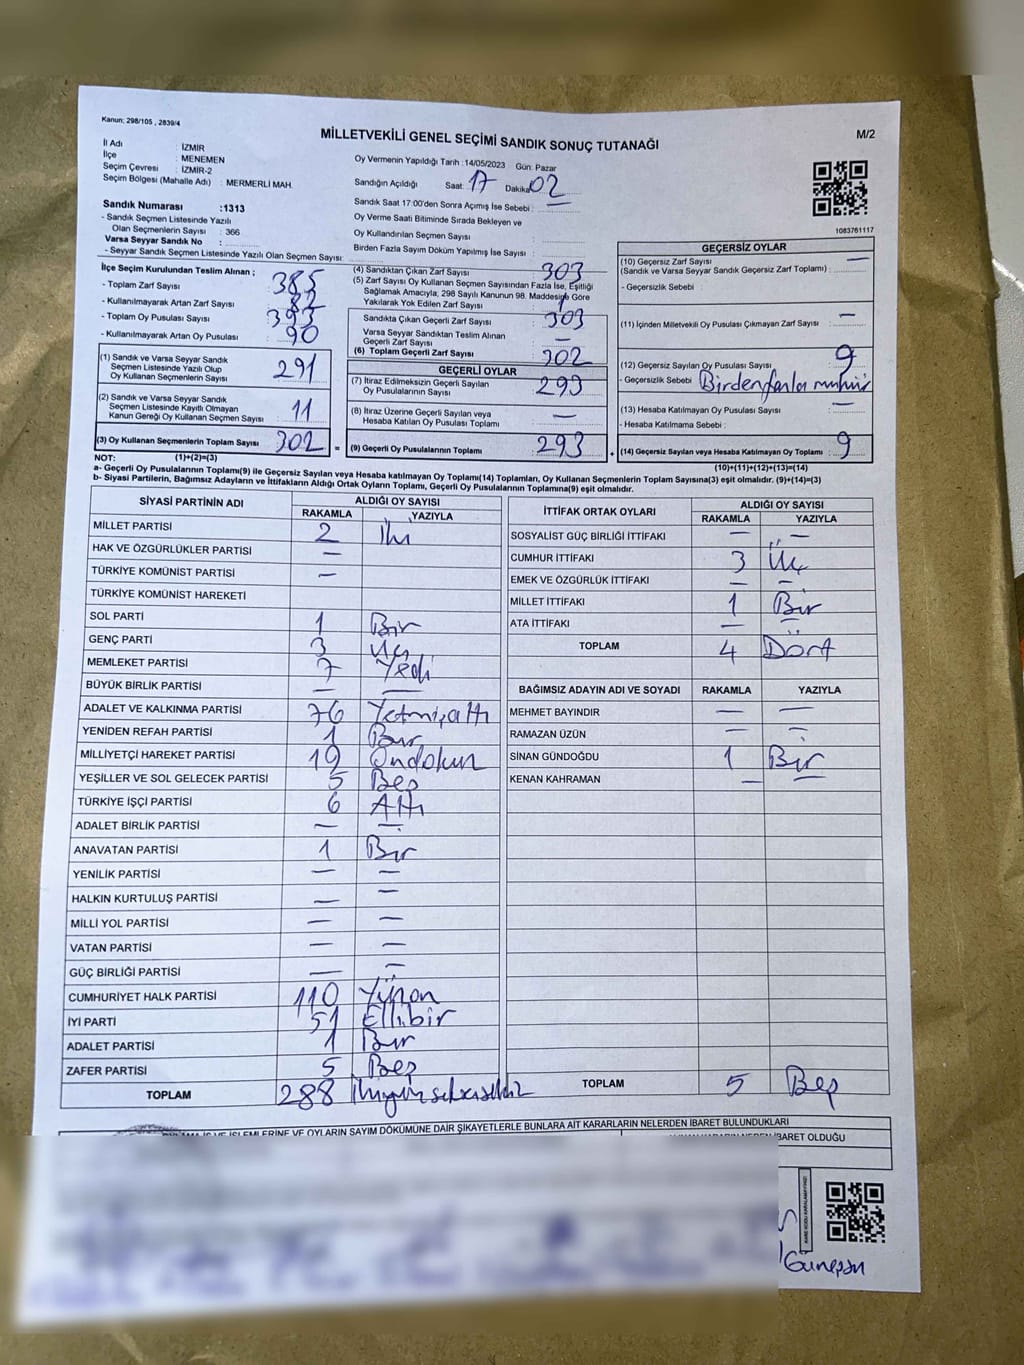 Kanun: 298/105 , 2839/4
MİLLETVEKİLİ GENEL SEÇİMİ SANDIK SONUÇ TUTANAĞI
M/2
İl Adı : İZMİR
İlçe : MENEMEN
Seçim Çevresi : İZMİR-2
Seçim Bölgesi (Mahalle Adı) : MERMERLİ MAH.
Oy Vermenin Yapıldığı Tarih :14/05/2023 Gün: Pazar
Sandığın Açıldığı Saat: 17 Dakika: 02
Sandık Saat 17:00'den Sonra Açımış İse Sebebi : —
Oy Verme Saati Bitiminde Sırada Bekleyen ve
Oy Kullandırılan Seçmen Sayısı :
Birden Fazla Sayım Döküm Yapılmış İse Sayısı :
1083761117
Sandık Numarası :1313
- Sandık Seçmen Listesinde Yazılı
Olan Seçmenlerin Sayısı : 366
Varsa Seyyar Sandık No :
- Seyyar Sandık Seçmen Listesinde Yazılı Olan Seçmen Sayısı:
İlçe Seçim Kurulundan Teslim Alınan ;
- Toplam Zarf Sayısı : 385
- Kullanılmayarak Artan Zarf Sayısı : 82
- Toplam Oy Pusulası Sayısı : 393
- Kullanılmayarak Artan Oy Pusulası : 90
(1) Sandık ve Varsa Seyyar Sandık
Seçmen Listesinde Yazılı Olup
Oy Kullanan Seçmenlerin Sayısı : 291
(2) Sandık ve Varsa Seyyar Sandık
Seçmen Listesinde Kayıtlı Olmayan
Kanun Gereği Oy Kullanan Seçmen Sayısı : 11
(3) Oy Kullanan Seçmenlerin Toplam Sayısı : 302 =
(4) Sandıktan Çıkan Zarf Sayısı : 303
(5) Zarf Sayısı Oy Kullanan Seçmen Sayısından Fazla İse, Eşitliği
Sağlamak Amacıyla, 298 Sayılı Kanunun 98. Maddesine Göre
Yakılarak Yok Edilen Zarf Sayısı : 1
Sandıkta Çıkan Geçerli Zarf Sayısı : 303
Varsa Seyyar Sandıktan Teslim Alınan
Geçerli Zarf Sayısı : —
(6) Toplam Geçerli Zarf Sayısı : 302
GEÇERLİ OYLAR
(7) İtiraz Edilmeksizin Geçerli Sayılan
Oy Pusulalarının Sayısı : 293
(8) İtiraz Üzerine Geçerli Sayılan veya
Hesaba Katılan Oy Pusulası Toplamı : —
(9) Geçerli Oy Pusulalarının Toplamı : 293
GEÇERSİZ OYLAR
(10) Geçersiz Zarf Sayısı
(Sandık ve Varsa Seyyar Sandık Geçersiz Zarf Toplamı) : —
- Geçersizlik Sebebi :
(11) İçinden Milletvekili Oy Pusulası Çıkmayan Zarf Sayısı : —
(12) Geçersiz Sayılan Oy Pusulası Sayısı : 9
- Geçersizlik Sebebi : Birdenfazla mühür
(13) Hesaba Katılmayan Oy Pusulası Sayısı : —
- Hesaba Katılmama Sebebi :
(14) Geçersiz Sayılan veya Hesaba Katılmayan Oy Toplamı : 9
NOT: (1)+(2)=(3)
(10)+(11)+(12)+(13)=(14)
a- Geçerli Oy Pusulalarının Toplamı(9) ile Geçersiz Sayılan veya Hesaba katılmayan Oy Toplamı(14) Toplamları, Oy Kullanan Seçmenlerin Toplam Sayısına(3) eşit olmalıdır. (9)+(14)=(3)
b- Siyasi Partilerin, Bağımsız Adayların ve İttifakların Aldığı Ortak Oyların Toplamı, Geçerli Oy Pusulalarının Toplamına(9) eşit olmalıdır.
SİYASİ PARTİNİN ADI ALDIĞI OY SAYISI
RAKAMLA YAZIYLA
MİLLET PARTİSİ 2 İki
HAK VE ÖZGÜRLÜKLER PARTİSİ —
TÜRKİYE KOMÜNİST PARTİSİ —
TÜRKİYE KOMÜNİST HAREKETİ
SOL PARTİ 1 Bir
GENÇ PARTİ 3 Üç
MEMLEKET PARTİSİ 7 Yedi
BÜYÜK BİRLİK PARTİSİ — —
ADALET VE KALKINMA PARTİSİ 76 Yetmişaltı
YENİDEN REFAH PARTİSİ 1 Bir
MİLLİYETÇİ HAREKET PARTİSİ 19 Ondokuz
YEŞİLLER VE SOL GELECEK PARTİSİ 5 Beş
TÜRKİYE İŞÇİ PARTİSİ 6 Altı
ADALET BİRLİK PARTİSİ — —
ANAVATAN PARTİSİ 1 Bir
YENİLİK PARTİSİ — —
HALKIN KURTULUŞ PARTİSİ — —
MİLLİ YOL PARTİSİ — —
VATAN PARTİSİ — —
GÜÇ BİRLİĞİ PARTİSİ — —
CUMHURİYET HALK PARTİSİ 110 Yüzon
İYİ PARTİ 51 Ellibir
ADALET PARTİSİ 1 Bir
ZAFER PARTİSİ 5 Beş
TOPLAM 288 İkiyüzseksensekiz
İTTİFAK ORTAK OYLARI ALDIĞI OY SAYISI
RAKAMLA YAZIYLA
SOSYALİST GÜÇ BİRLİĞİ İTTİFAKI — —
CUMHUR İTTİFAKI 3 Üç
EMEK VE ÖZGÜRLÜK İTTİFAKI — —
MİLLET İTTİFAKI 1 Bir
ATA İTTİFAKI — —
TOPLAM 4 Dört
BAĞIMSIZ ADAYIN ADI VE SOYADI RAKAMLA YAZIYLA
MEHMET BAYINDIR — —
RAMAZAN ÜZÜN — —
SİNAN GÜNDOĞDU 1 Bir
KENAN KAHRAMAN — —
TOPLAM 5 Beş
İŞLEMLERİNE VE OYLARIN SAYIM DÖKÜMÜNE DAİR ŞİKAYETLERLE BUNLARA AİT KARARLARIN NELERDEN İBARET BULUNDUKLARI
İBARET OLDUĞU